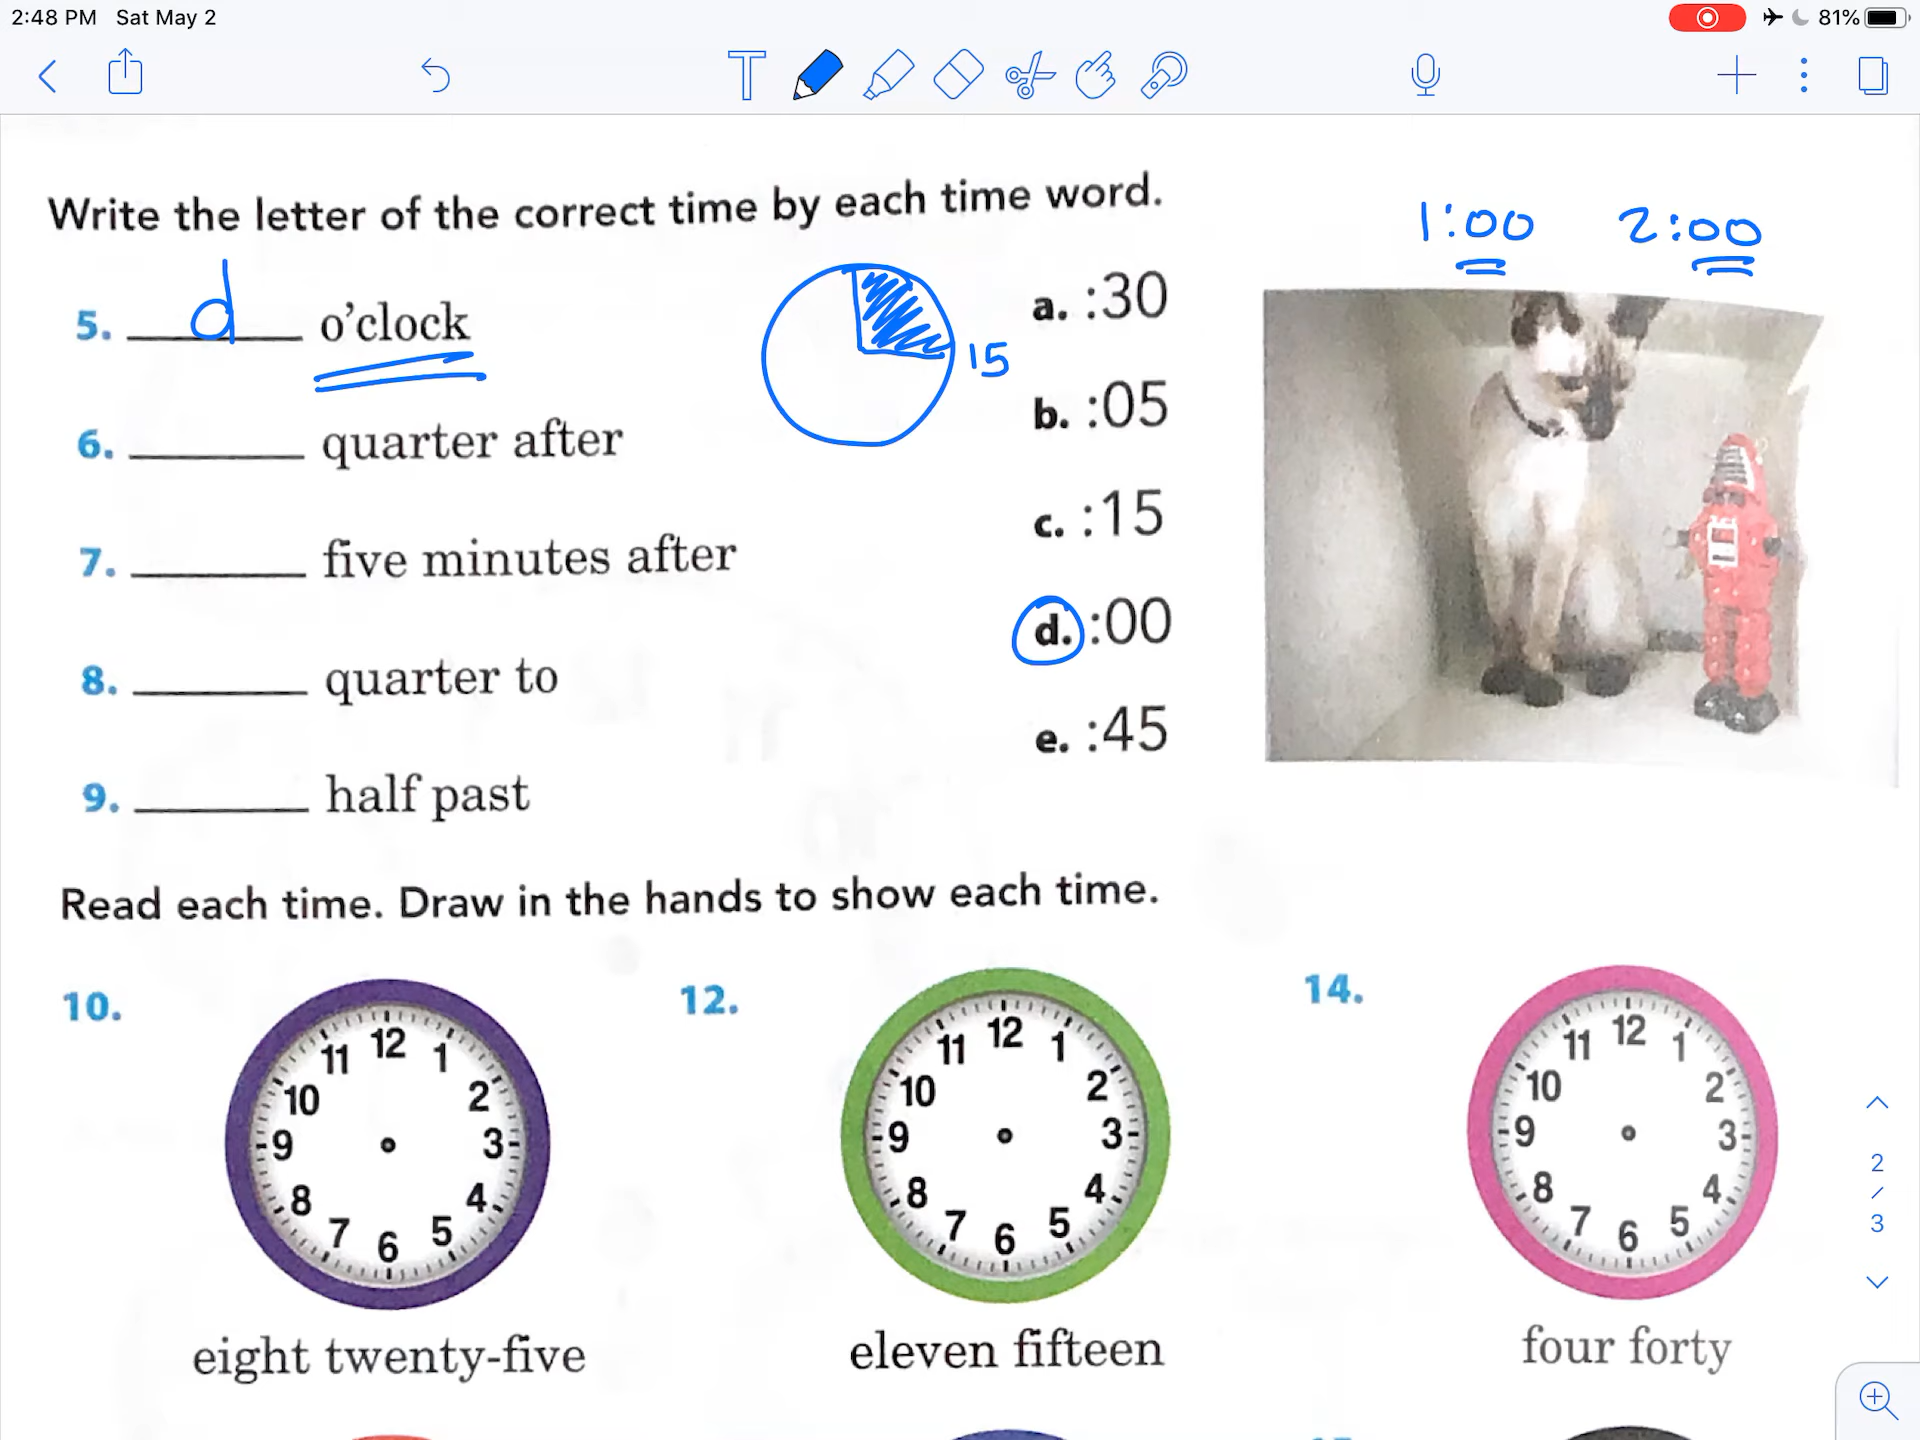 2:48 PM Sat May 2
81%
T
Write the letter of the correct time by each time word.
1:00 2:00
5. d o’clock
6. quarter after
7. five minutes after
8. quarter to
9. half past
15
a. :30
b. :05
c. :15
d. :00
e. :45
Read each time. Draw in the hands to show each time.
10.
12 1 2 3 4 5 6 7 8 9 10 11
eight twenty-five
12.
12 1 2 3 4 5 6 7 8 9 10 11
eleven fifteen
14.
12 1 2 3 4 5 6 7 8 9 10 11
four forty
2
/
3